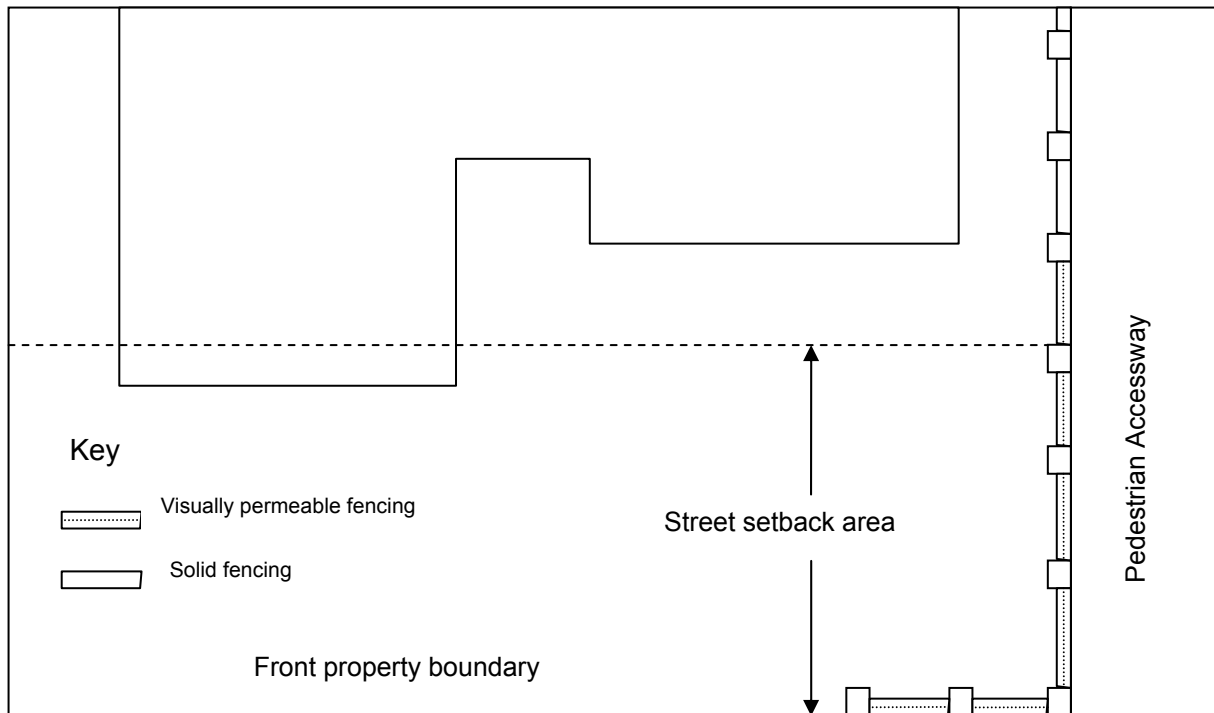 Key
Visually permeable fencing
Solid fencing
Front property boundary
Street setback area
Pedestrian Accessway